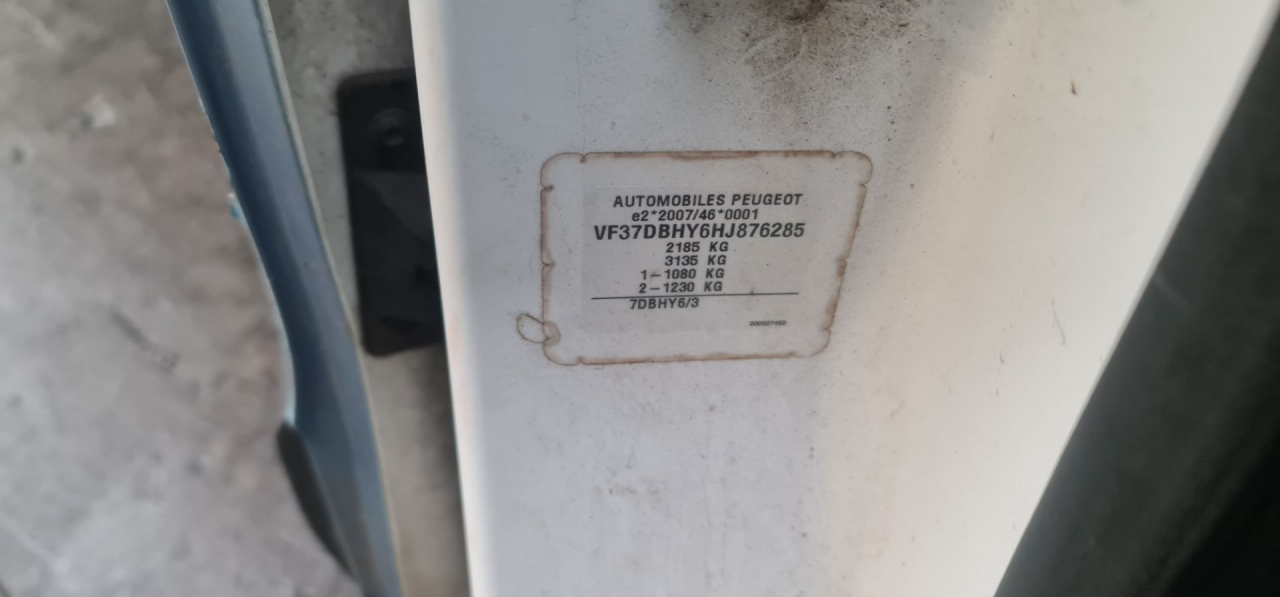 AUTOMOBILES PEUGEOT
e2*2007/46*0001
VF37DBHY6HJ876285
2185 KG
3135 KG
1-1080 KG
2-1230 KG
7DBHY6/3